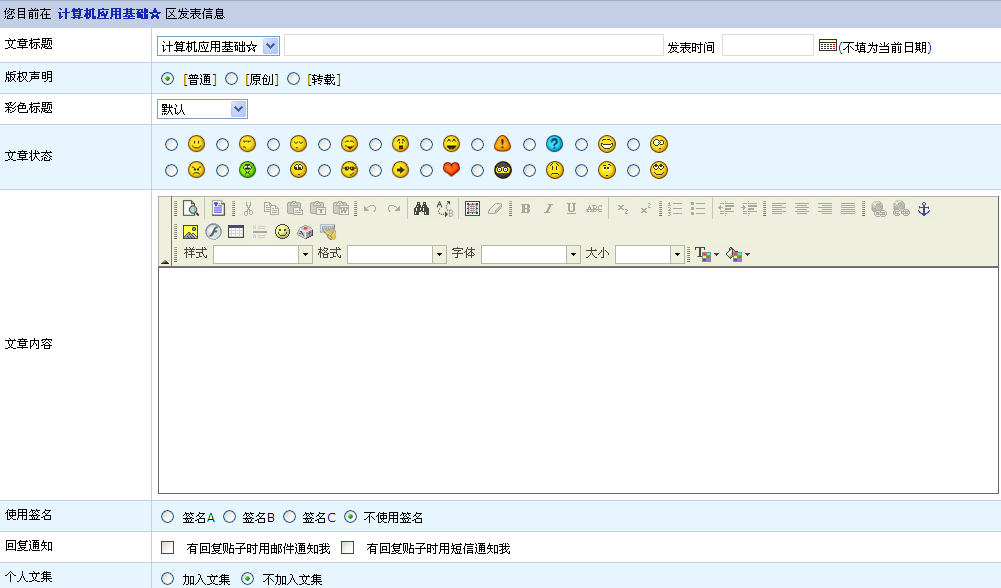 您目前在 计算机应用基础☆ 区发表信息
文章标题 计算机应用基础☆ 发表时间 (不填为当前日期)
版权声明 [普通] [原创] [转载]
彩色标题 默认
文章状态
样式 格式 字体 大小
文章内容
使用签名 签名A 签名B 签名C 不使用签名
回复通知 有回复贴子时用邮件通知我 有回复贴子时用短信通知我
个人文集 加入文集 不加入文集